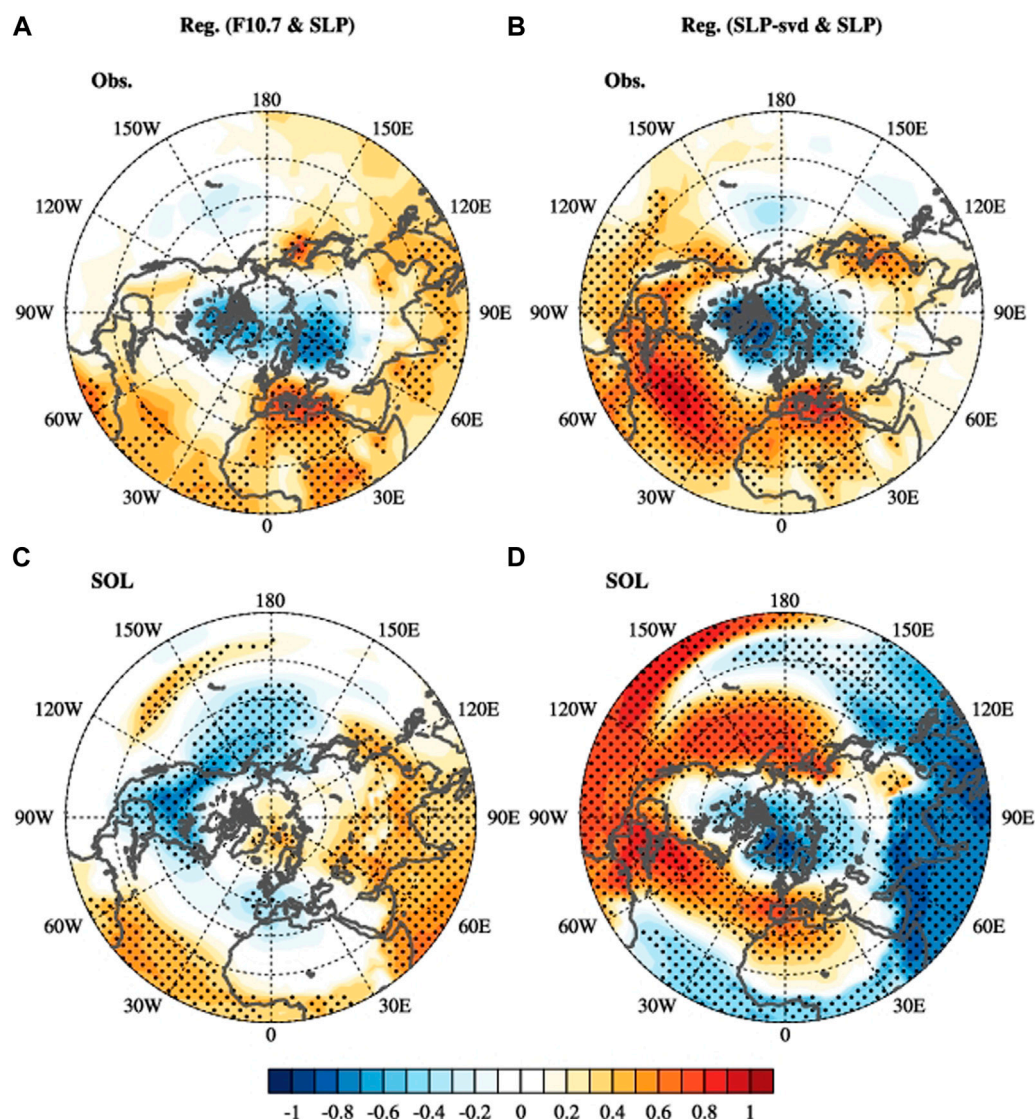 A Reg. (F10.7 & SLP) B Reg. (SLP-svd & SLP)
Obs. Obs.
180 180
150W 150E 150W 150E
120W 120E 120W 120E
90W 90E 90W 90E
60W 60E 60W 60E
30W 30E 30W 30E
0 0
C D
SOL SOL
180 180
150W 150E 150W 150E
120W 120E 120W 120E
90W 90E 90W 90E
60W 60E 60W 60E
30W 30E 30W 30E
0 0
-1 -0.8 -0.6 -0.4 -0.2 0 0.2 0.4 0.6 0.8 1